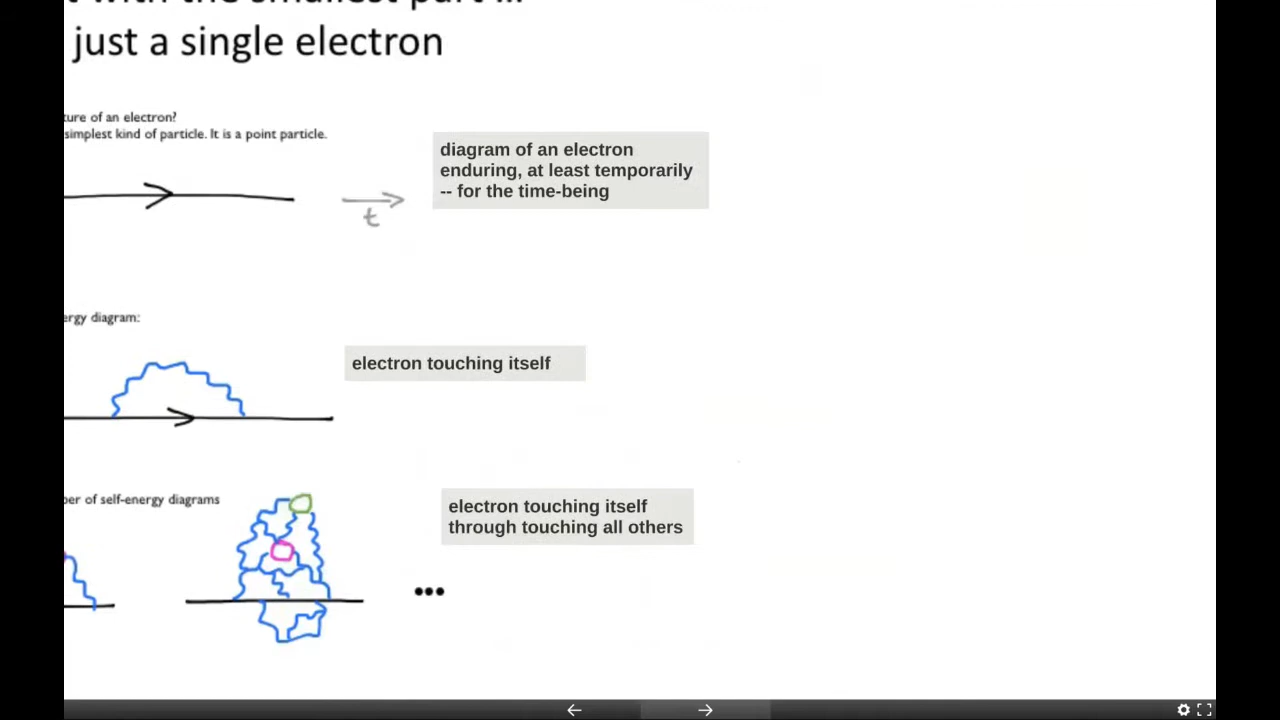 just a single electron
ture of an electron?
simplest kind of particle. It is a point particle.
diagram of an electron
enduring, at least temporarily
-- for the time-being
t
ergy diagram:
electron touching itself
ber of self-energy diagrams
electron touching itself
through touching all others
•••